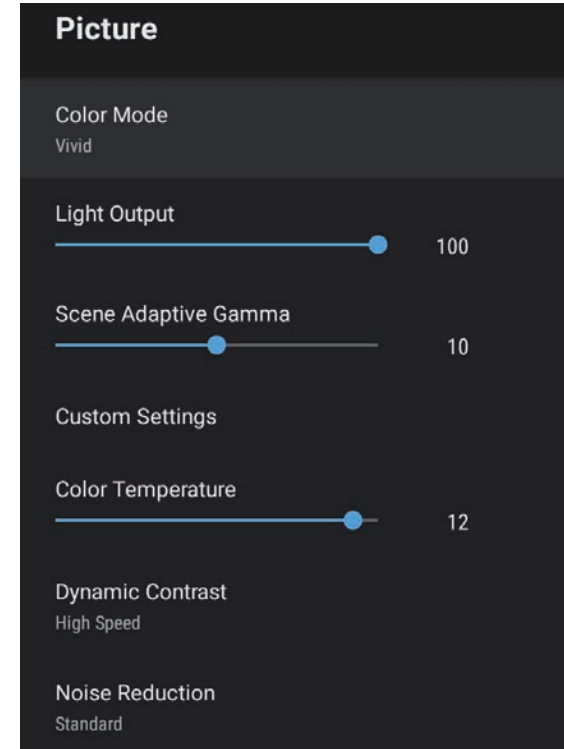 Picture
Color Mode
Vivid
Light Output
100
Scene Adaptive Gamma
10
Custom Settings
Color Temperature
12
Dynamic Contrast
High Speed
Noise Reduction
Standard